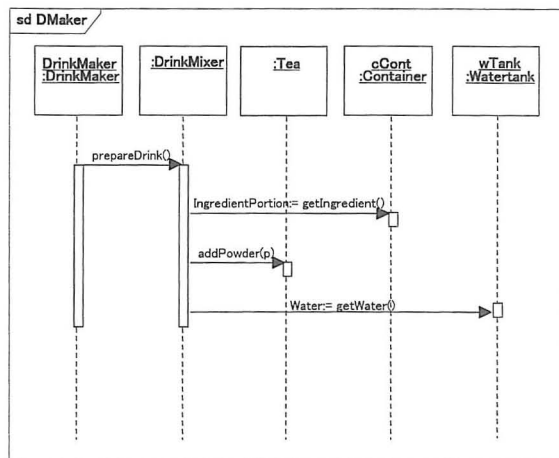 sd DMaker
DrinkMaker
:DrinkMaker
:DrinkMixer
:Tea
cCont
:Container
wTank
:Watertank
prepareDrink()
IngredientPortion:= getIngredient()
addPowder(p)
Water:= getWater()